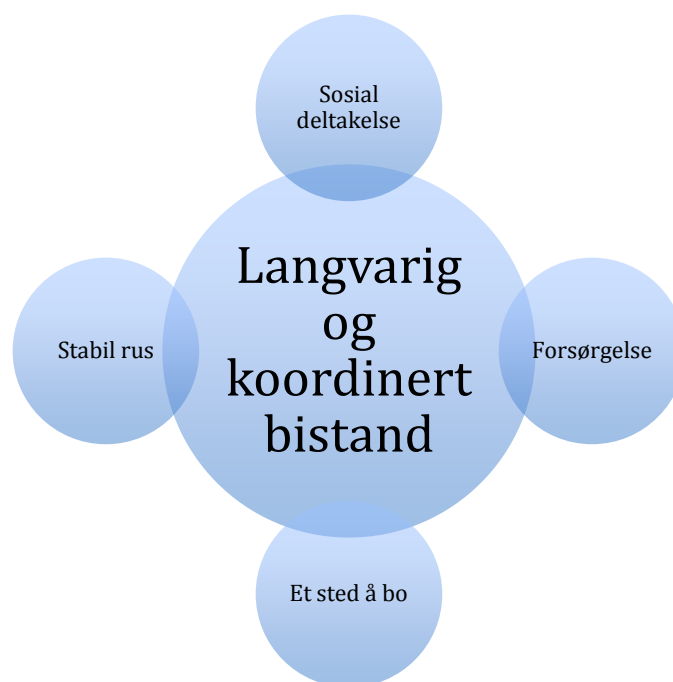 Sosial
deltakelse
Langvarig
og
koordinert
bistand
Stabil rus
Forsørgelse
Et sted å bo